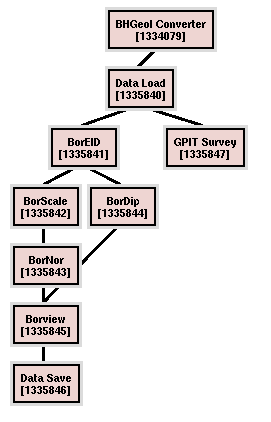 BHGeol Converter
[1334079]
Data Load
[1335840]
BorEID
[1335841]
GPIT Survey
[1335847]
BorScale
[1335842]
BorDip
[1335844]
BorNor
[1335843]
Borview
[1335845]
Data Save
[1335846]